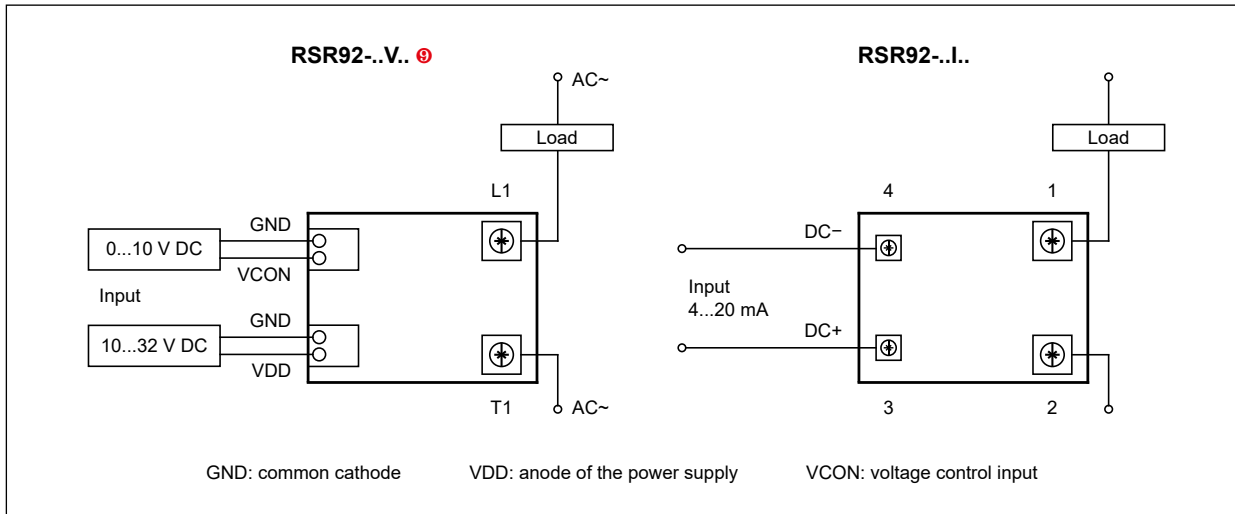 RSR92-..V.. ❾
AC~
Load
L1
GND
0...10 V DC
VCON
Input
GND
10...32 V DC
VDD
T1
AC~
RSR92-..I..
Load
4
1
DC−
Input
4...20 mA
DC+
3
2
GND: common cathode
VDD: anode of the power supply
VCON: voltage control input